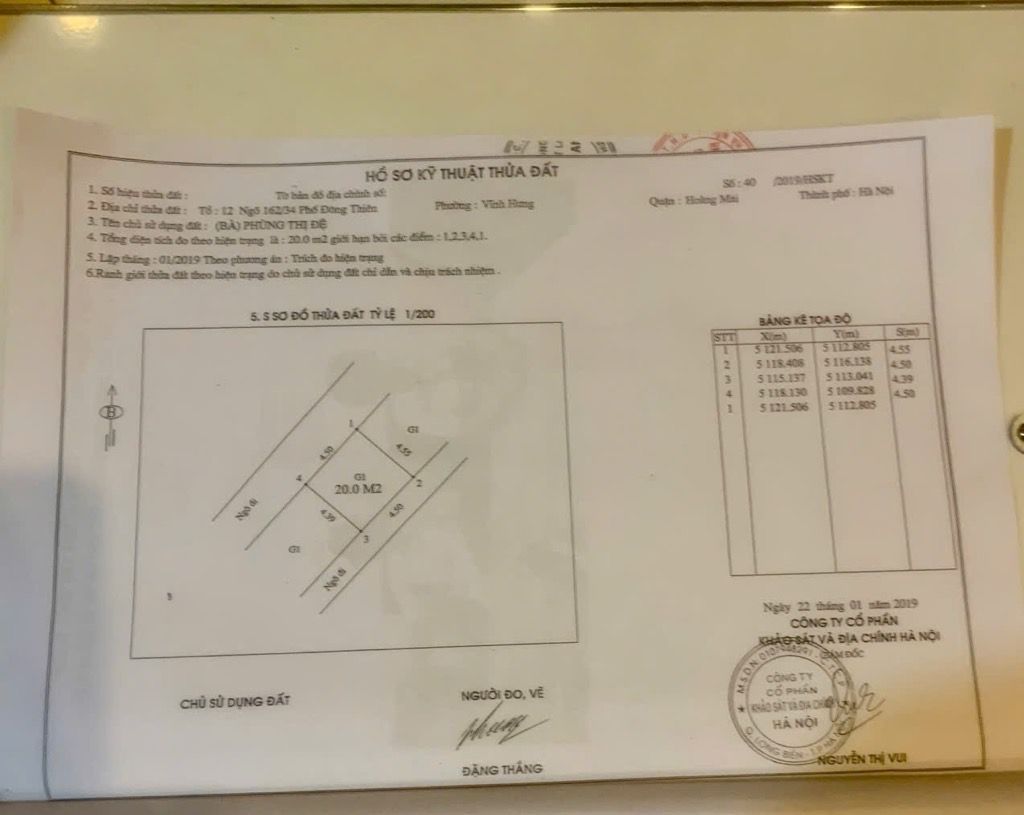 HỒ SƠ KỸ THUẬT THỬA ĐẤT
Số : 40 /2019/HSKT
1. Số hiệu thửa đất : Tờ bản đồ địa chính số:
2. Địa chỉ thửa đất : Tổ : 12 Ngõ 162/34 Phố Đông Thiên Phường : Vĩnh Hưng Quận : Hoàng Mai Thành phố : Hà Nội
3. Tên chủ sử dụng đất : (BÀ) PHÙNG THỊ ĐỆ
4. Tổng diện tích đo theo hiện trạng là : 20.0 m2 giới hạn bởi các điểm : 1,2,3,4,1.
5. Lập tháng : 01/2019 Theo phương án : Trích đo hiện trạng
6.Ranh giới thửa đất theo hiện trạng do chủ sử dụng đất chỉ dẫn và chịu trách nhiệm .
5. S SƠ ĐỒ THỬA ĐẤT TỶ LỆ 1/200
B
1
G1
4.50
4.55
4
G1
20.0 M2
2
Ngõ đi
4.39
4.50
3
G1
Ngõ đi
BẢNG KÊ TỌA ĐỘ
STT X(m) Y(m) S(m)
1 5 121.506 5 112.805 4.55
2 5 118.408 5 116.138 4.50
3 5 115.137 5 113.041 4.39
4 5 118.130 5 109.828 4.50
1 5 121.506 5 112.805
Ngày 22 tháng 01 năm 2019
CÔNG TY CỔ PHẦN
KHẢO SÁT VÀ ĐỊA CHÍNH HÀ NỘI
GIÁM ĐỐC
CHỦ SỬ DỤNG ĐẤT
NGƯỜI ĐO, VẼ
ĐẶNG THẮNG
CÔNG TY
CỔ PHẦN
KHẢO SÁT VÀ ĐỊA CHÍNH
HÀ NỘI
Q. LONG BIÊN - T.P HÀ NỘI
NGUYỄN THỊ VUI